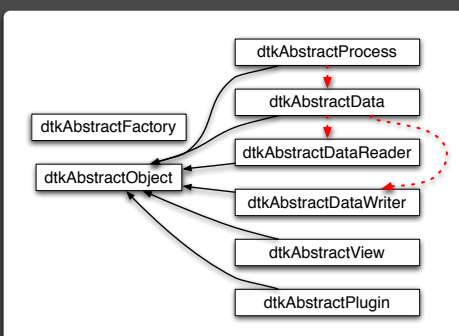 dtkAbstractProcess
dtkAbstractData
dtkAbstractFactory
dtkAbstractDataReader
dtkAbstractObject
dtkAbstractDataWriter
dtkAbstractView
dtkAbstractPlugin